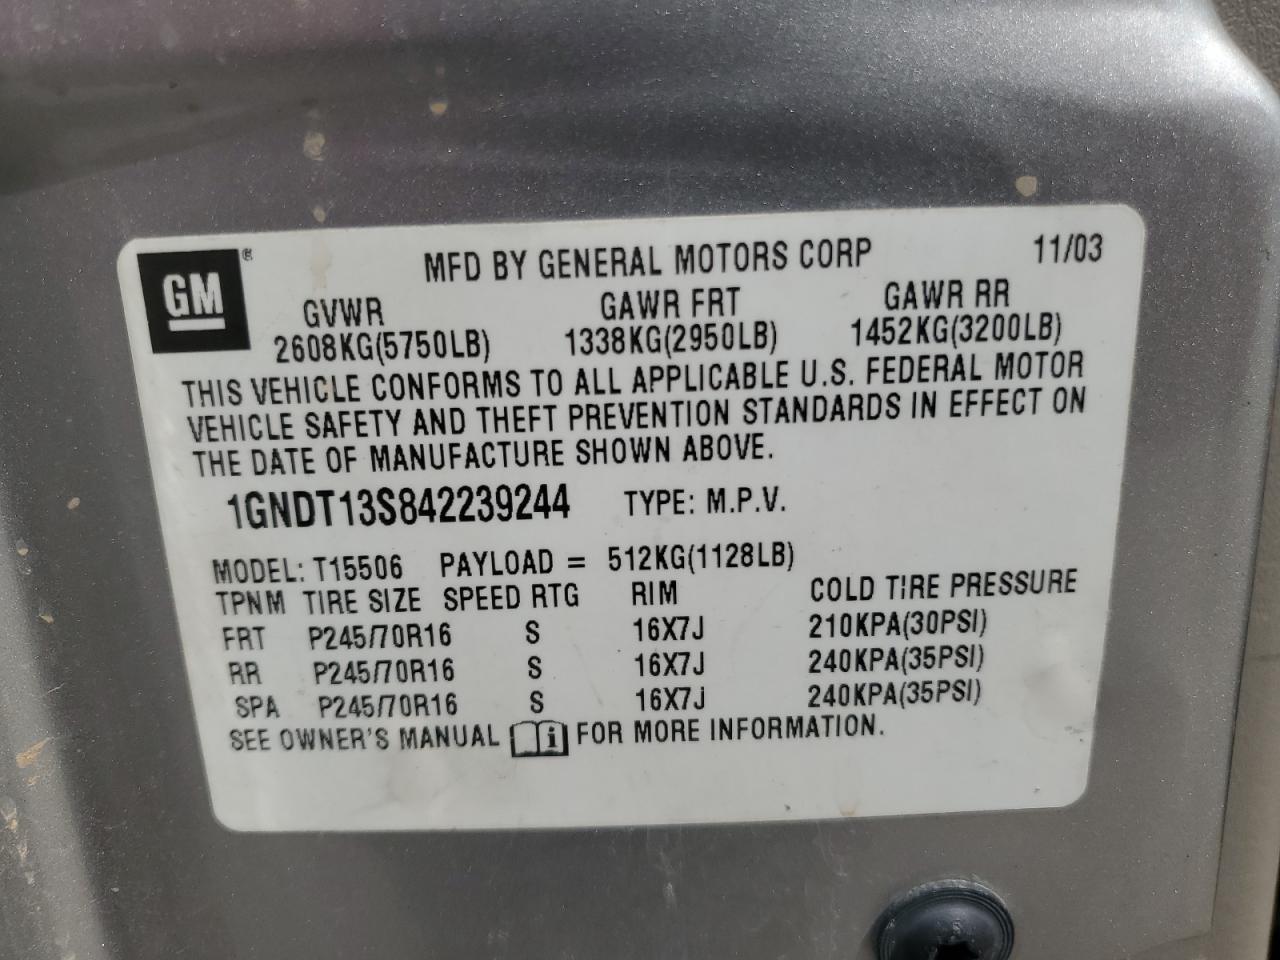 GM ® MFD BY GENERAL MOTORS CORP 11/03
GVWR GAWR FRT GAWR RR
2608KG(5750LB) 1338KG(2950LB) 1452KG(3200LB)
THIS VEHICLE CONFORMS TO ALL APPLICABLE U.S. FEDERAL MOTOR
VEHICLE SAFETY AND THEFT PREVENTION STANDARDS IN EFFECT ON
THE DATE OF MANUFACTURE SHOWN ABOVE.
1GNDT13S842239244 TYPE: M.P.V.
MODEL: T15506 PAYLOAD = 512KG(1128LB)
TPNM TIRE SIZE SPEED RTG RIM COLD TIRE PRESSURE
FRT P245/70R16 S 16X7J 210KPA(30PSI)
RR P245/70R16 S 16X7J 240KPA(35PSI)
SPA P245/70R16 S 16X7J 240KPA(35PSI)
SEE OWNER'S MANUAL i FOR MORE INFORMATION.